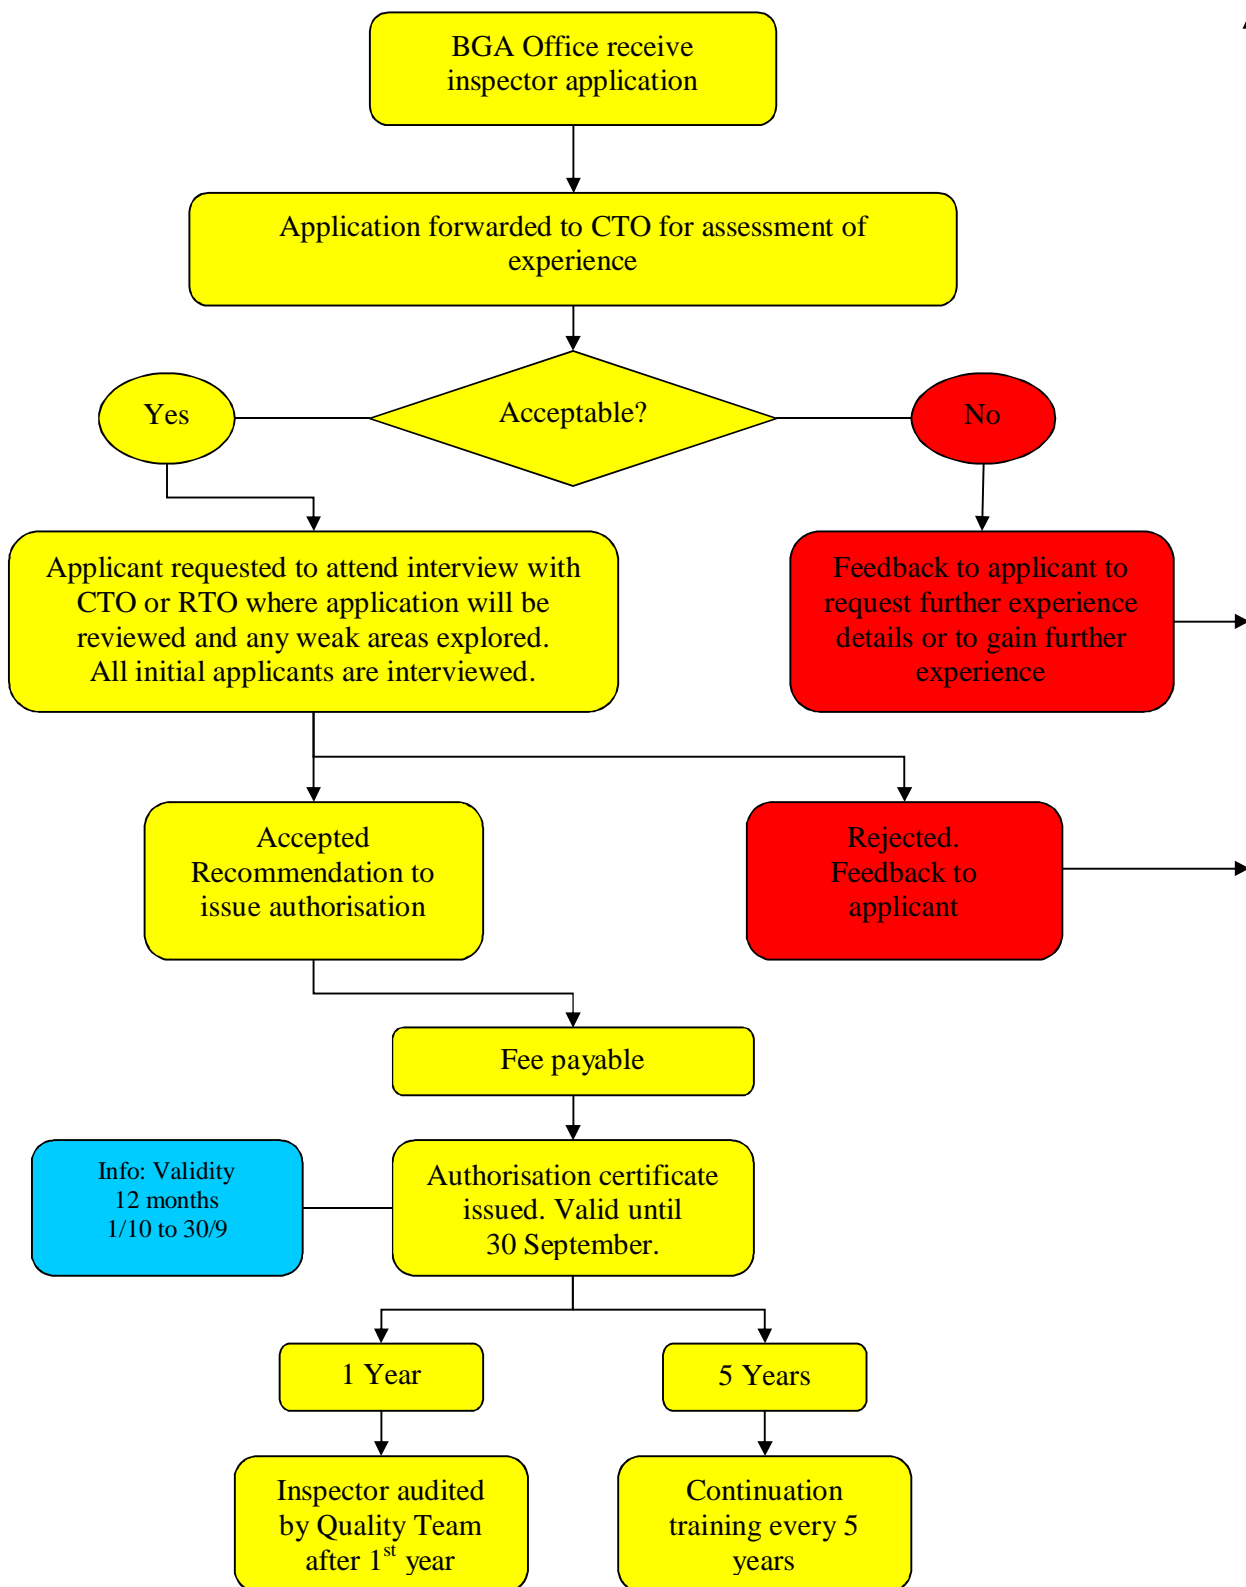 BGA Office receive
inspector application
Application forwarded to CTO for assessment of
experience
Yes
Acceptable?
No
Applicant requested to attend interview with
CTO or RTO where application will be
reviewed and any weak areas explored.
All initial applicants are interviewed.
Feedback to applicant to
request further experience
details or to gain further
experience
Accepted
Recommendation to
issue authorisation
Rejected.
Feedback to
applicant
Fee payable
Info: Validity
12 months
1/10 to 30/9
Authorisation certificate
issued. Valid until
30 September.
1 Year
5 Years
Inspector audited
by Quality Team
after 1st year
Continuation
training every 5
years